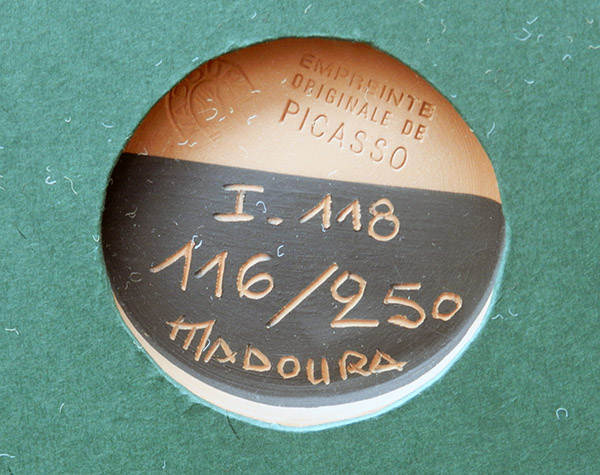 EMPREINTE
ORIGINALE DE
PICASSO
I. 118
116/250
MADOURA